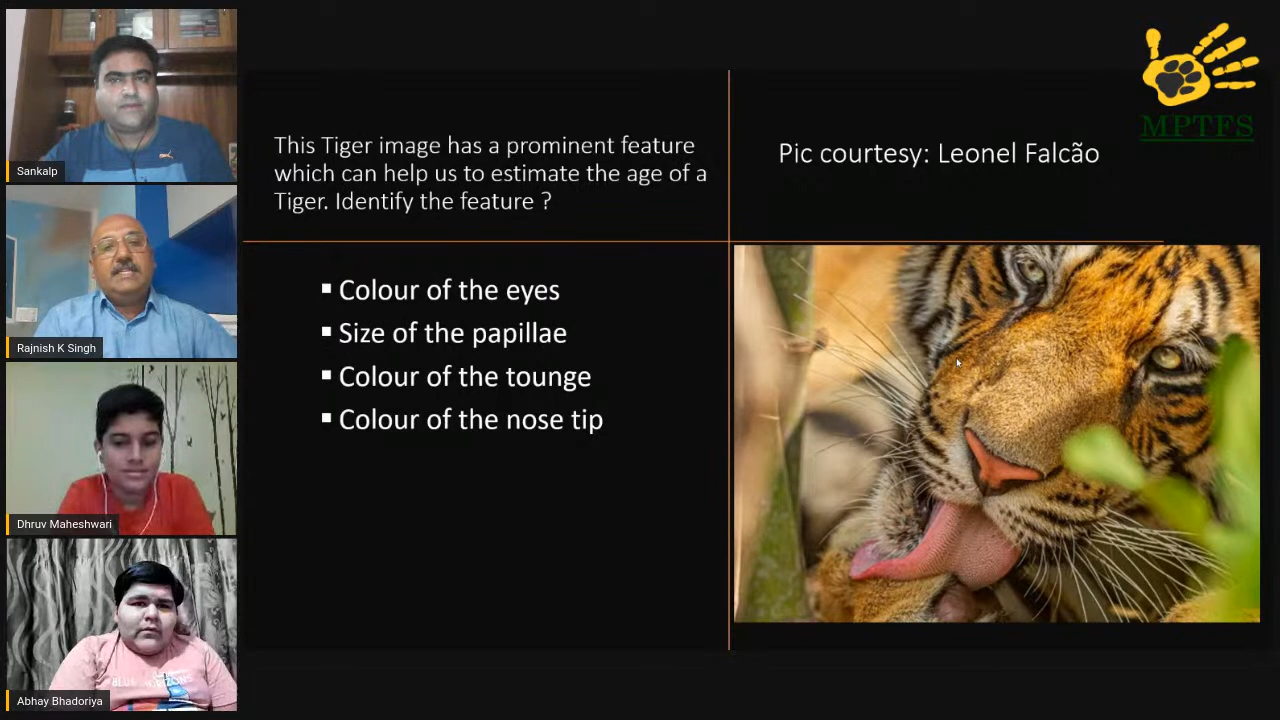 Sankalp
Rajnish K Singh
Dhruv Maheshwari
Abhay Bhadoriya
This Tiger image has a prominent feature
which can help us to estimate the age of a
Tiger. Identify the feature ?
Pic courtesy: Leonel Falcão
MPTFS
▪ Colour of the eyes
▪ Size of the papillae
▪ Colour of the tounge
▪ Colour of the nose tip